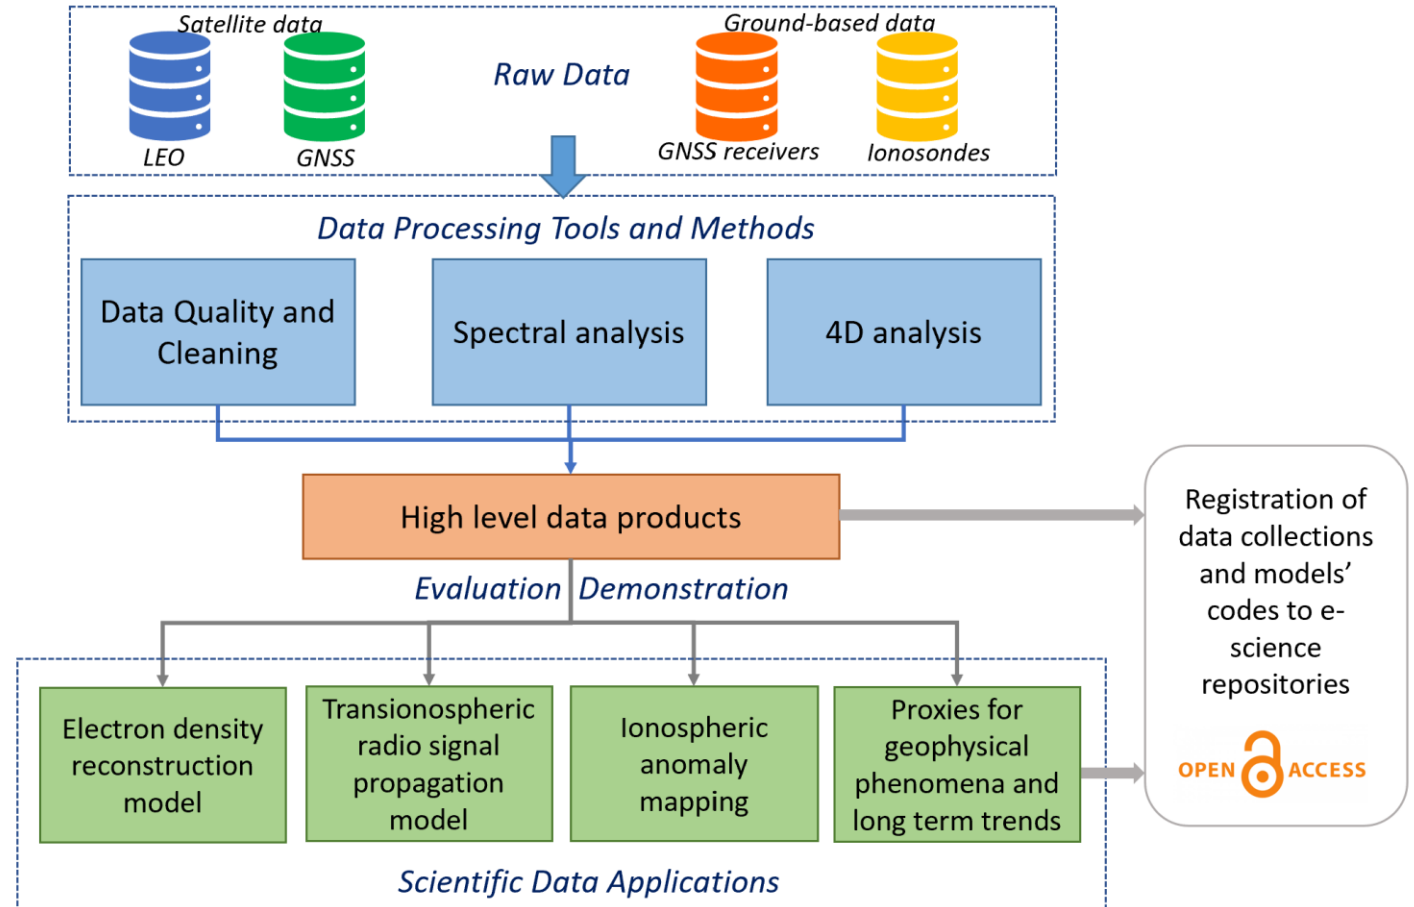 Satellite data
Ground-based data
Raw Data
LEO
GNSS
GNSS receivers
Ionosondes
Data Processing Tools and Methods
Data Quality and
Cleaning
Spectral analysis
4D analysis
High level data products
Registration of
data collections
and models’
codes to e-
science
repositories
OPEN ACCESS
Evaluation
Demonstration
Electron density
reconstruction
model
Transionospheric
radio signal
propagation
model
Ionospheric
anomaly
mapping
Proxies for
geophysical
phenomena and
long term trends
Scientific Data Applications